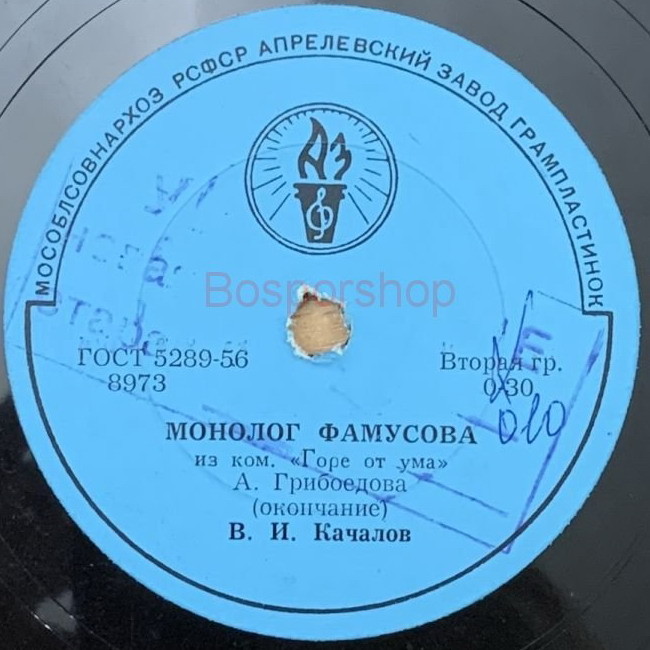 МОСОБЛСОВНАРХОЗ РСФСР АПРЕЛЕВСКИЙ ЗАВОД ГРАМПЛАСТИНОК
АЗ
Bosporshop
ГОСТ 5289-56
8973
Вторая гр.
0-30
010
МОНОЛОГ ФАМУСОВА
из ком. «Горе от ума»
А. Грибоедова
(окончание)
В. И. Качалов